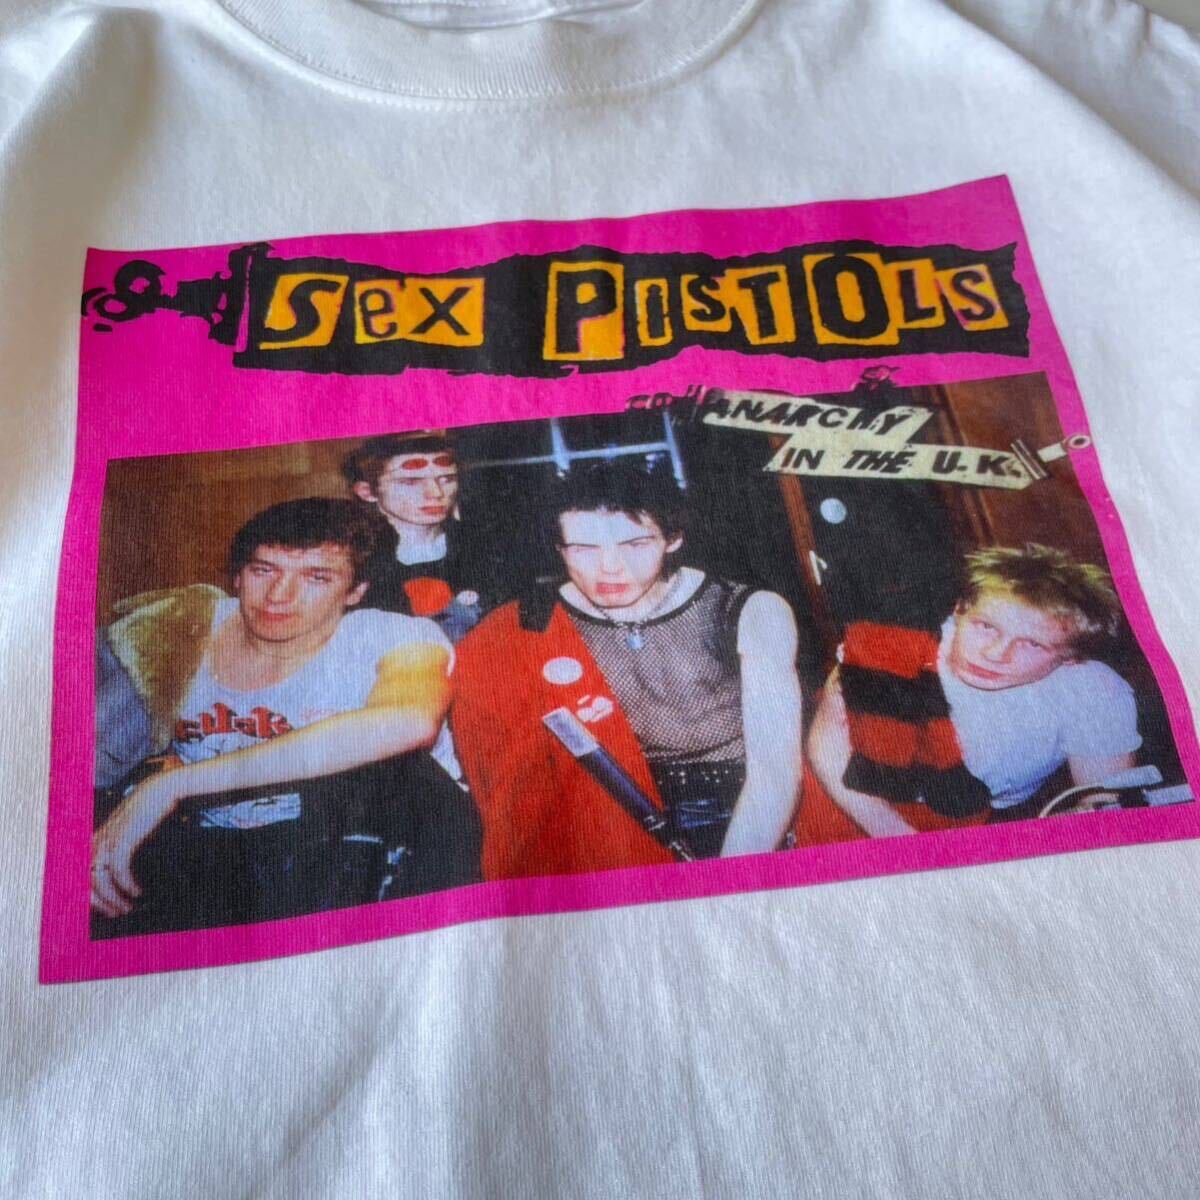 SEX PISTOLS
ANARCHY
IN THE U.K.